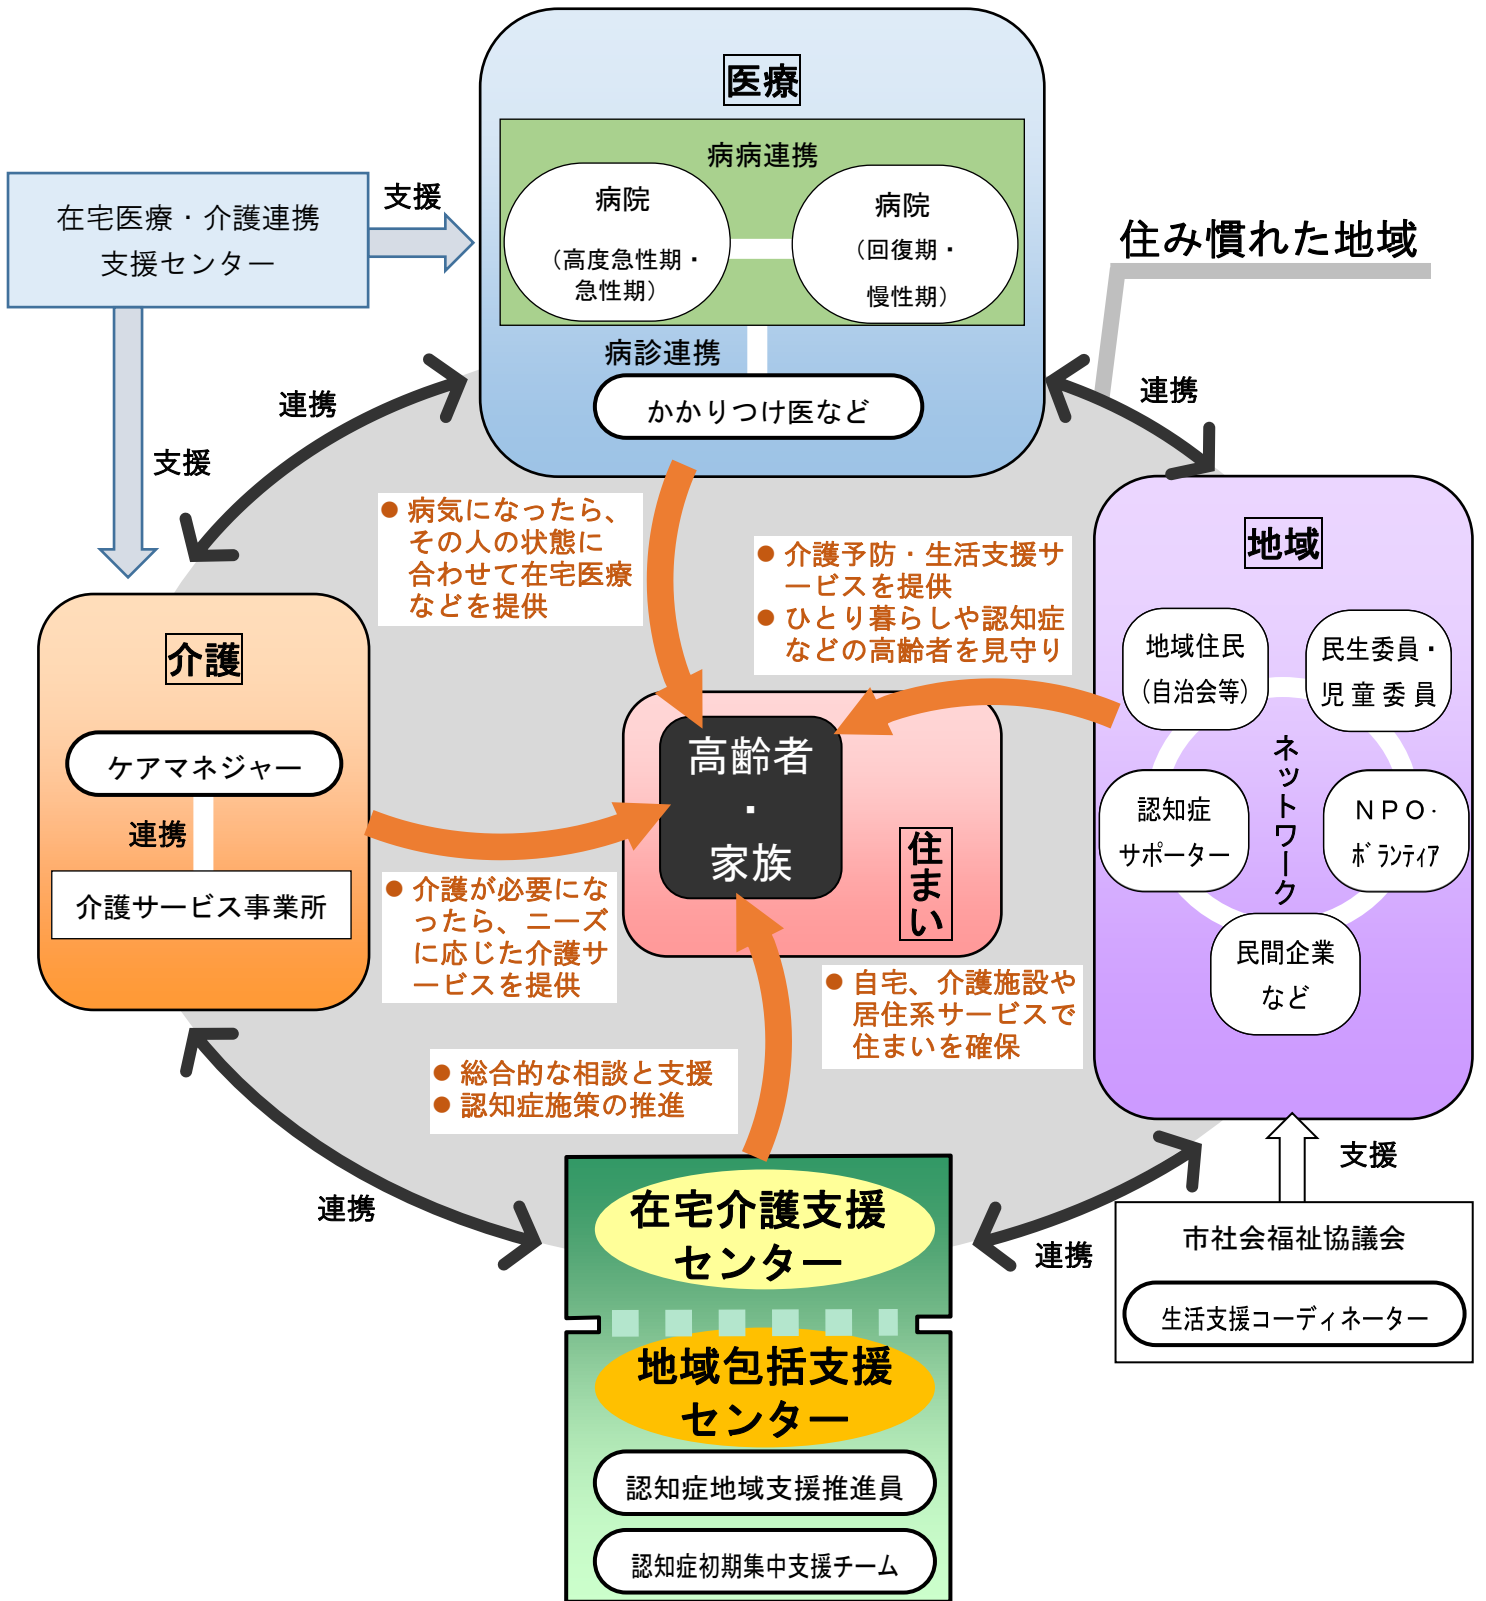 医療
病病連携
病院
（高度急性期・
急性期）
病院
（回復期・
慢性期）
病診連携
かかりつけ医など
在宅医療・介護連携
支援センター
支援
支援
住み慣れた地域
連携
連携
● 病気になったら、
その人の状態に
合わせて在宅医療
などを提供
● 介護予防・生活支援サ
ービスを提供
● ひとり暮らしや認知症
などの高齢者を見守り
地域
地域住民
（自治会等）
民生委員・
児童委員
認知症
サポーター
ＮＰＯ・
ﾎﾞﾗﾝﾃｨｱ
民間企業
など
ネットワーク
介護
ケアマネジャー
連携
介護サービス事業所
高齢者
・
家族
住まい
● 介護が必要にな
ったら、ニーズ
に応じた介護サ
ービスを提供
● 自宅、介護施設や
居住系サービスで
住まいを確保
● 総合的な相談と支援
● 認知症施策の推進
連携
連携
支援
市社会福祉協議会
生活支援コーディネーター
在宅介護支援
センター
地域包括支援
センター
認知症地域支援推進員
認知症初期集中支援チーム